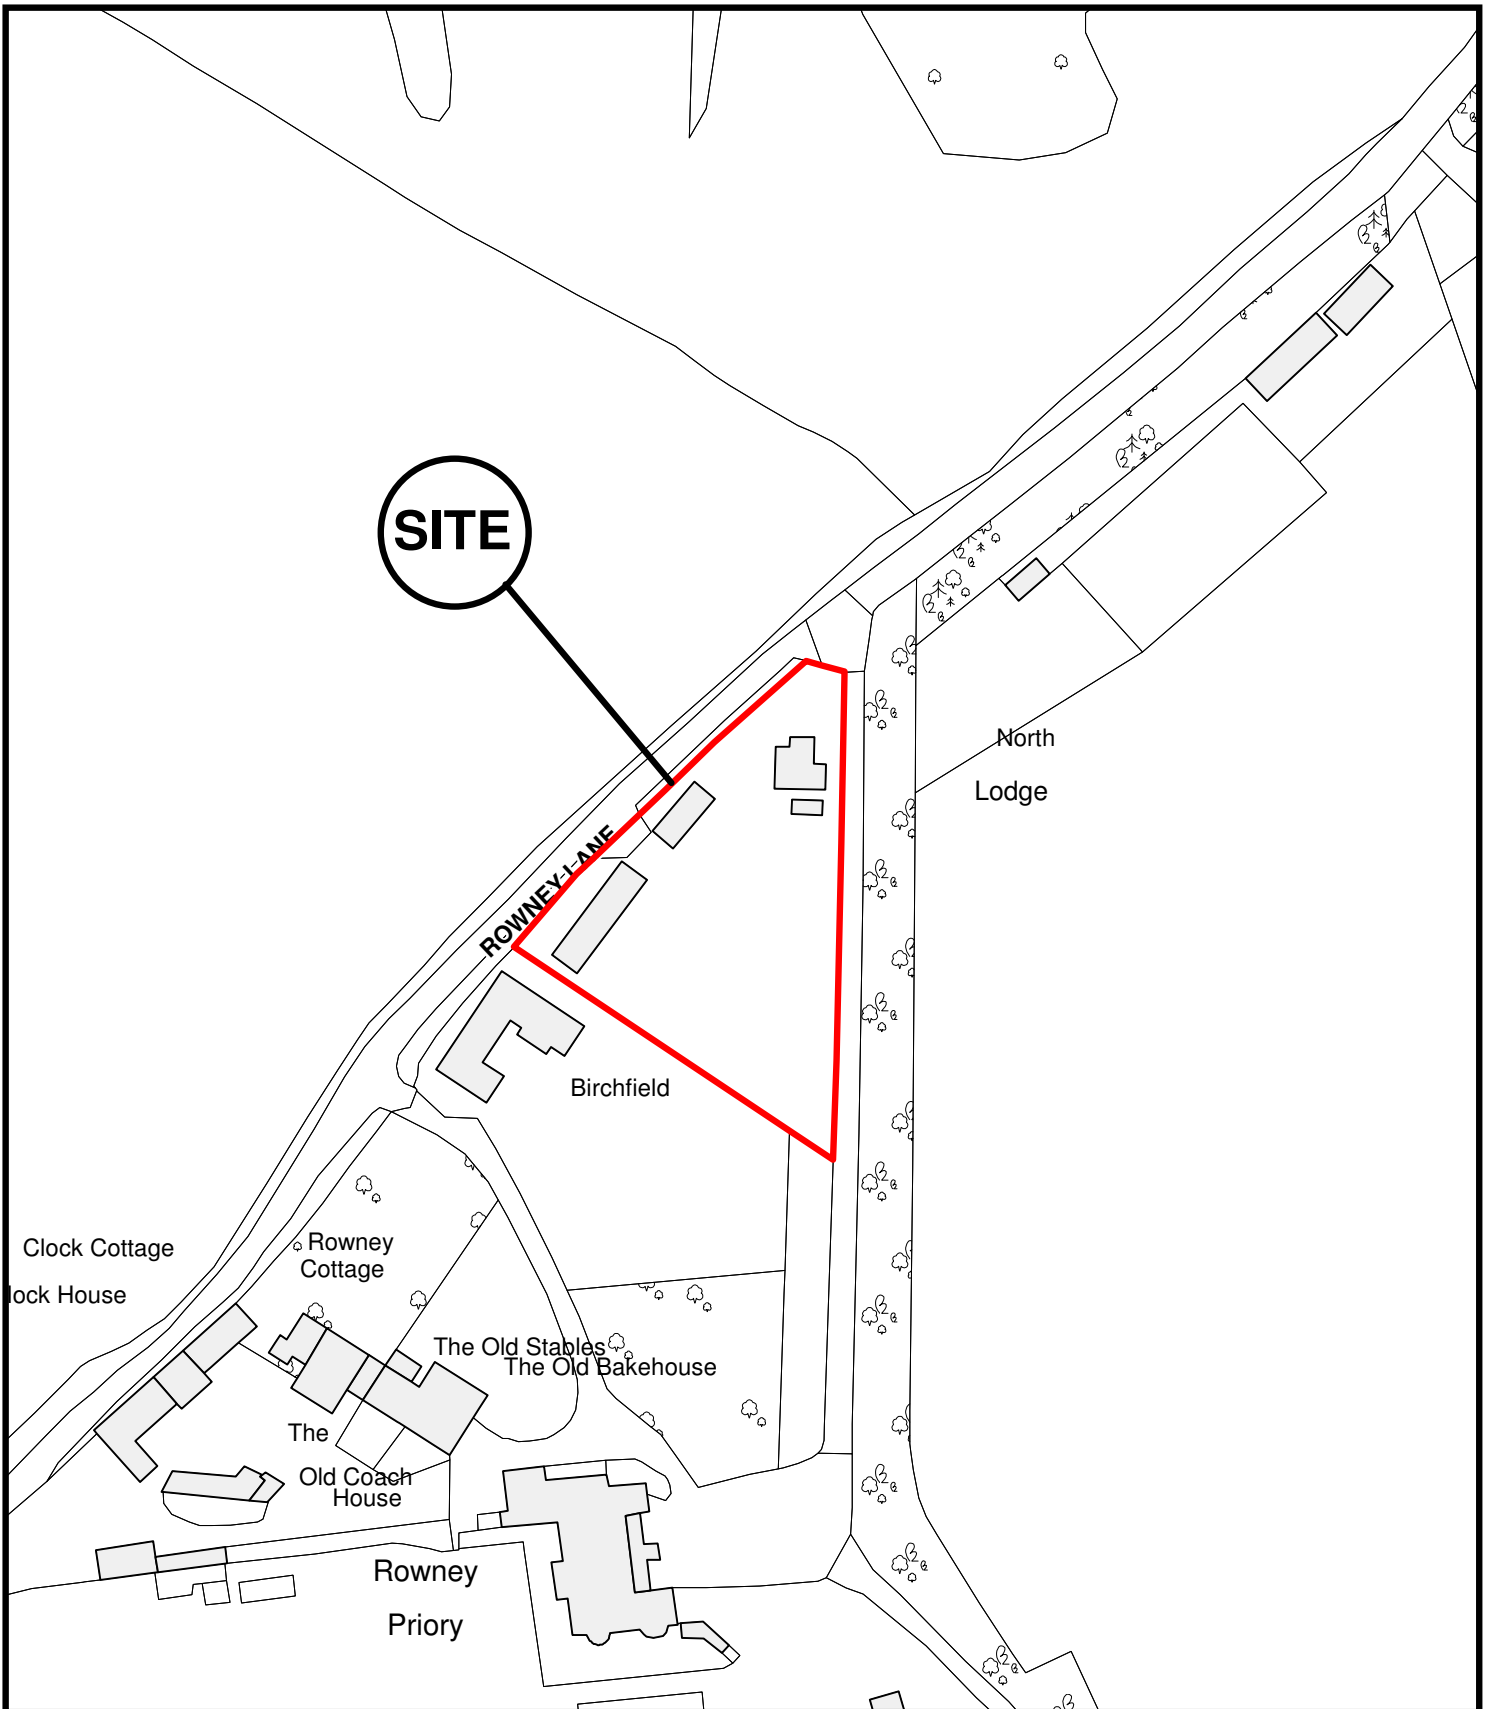 SITE
North
Lodge
ROWNEY LANE
Birchfield
Clock Cottage
Rowney
Cottage
lock House
The Old Stables
The Old Bakehouse
The
Old Coach
House
Rowney
Priory